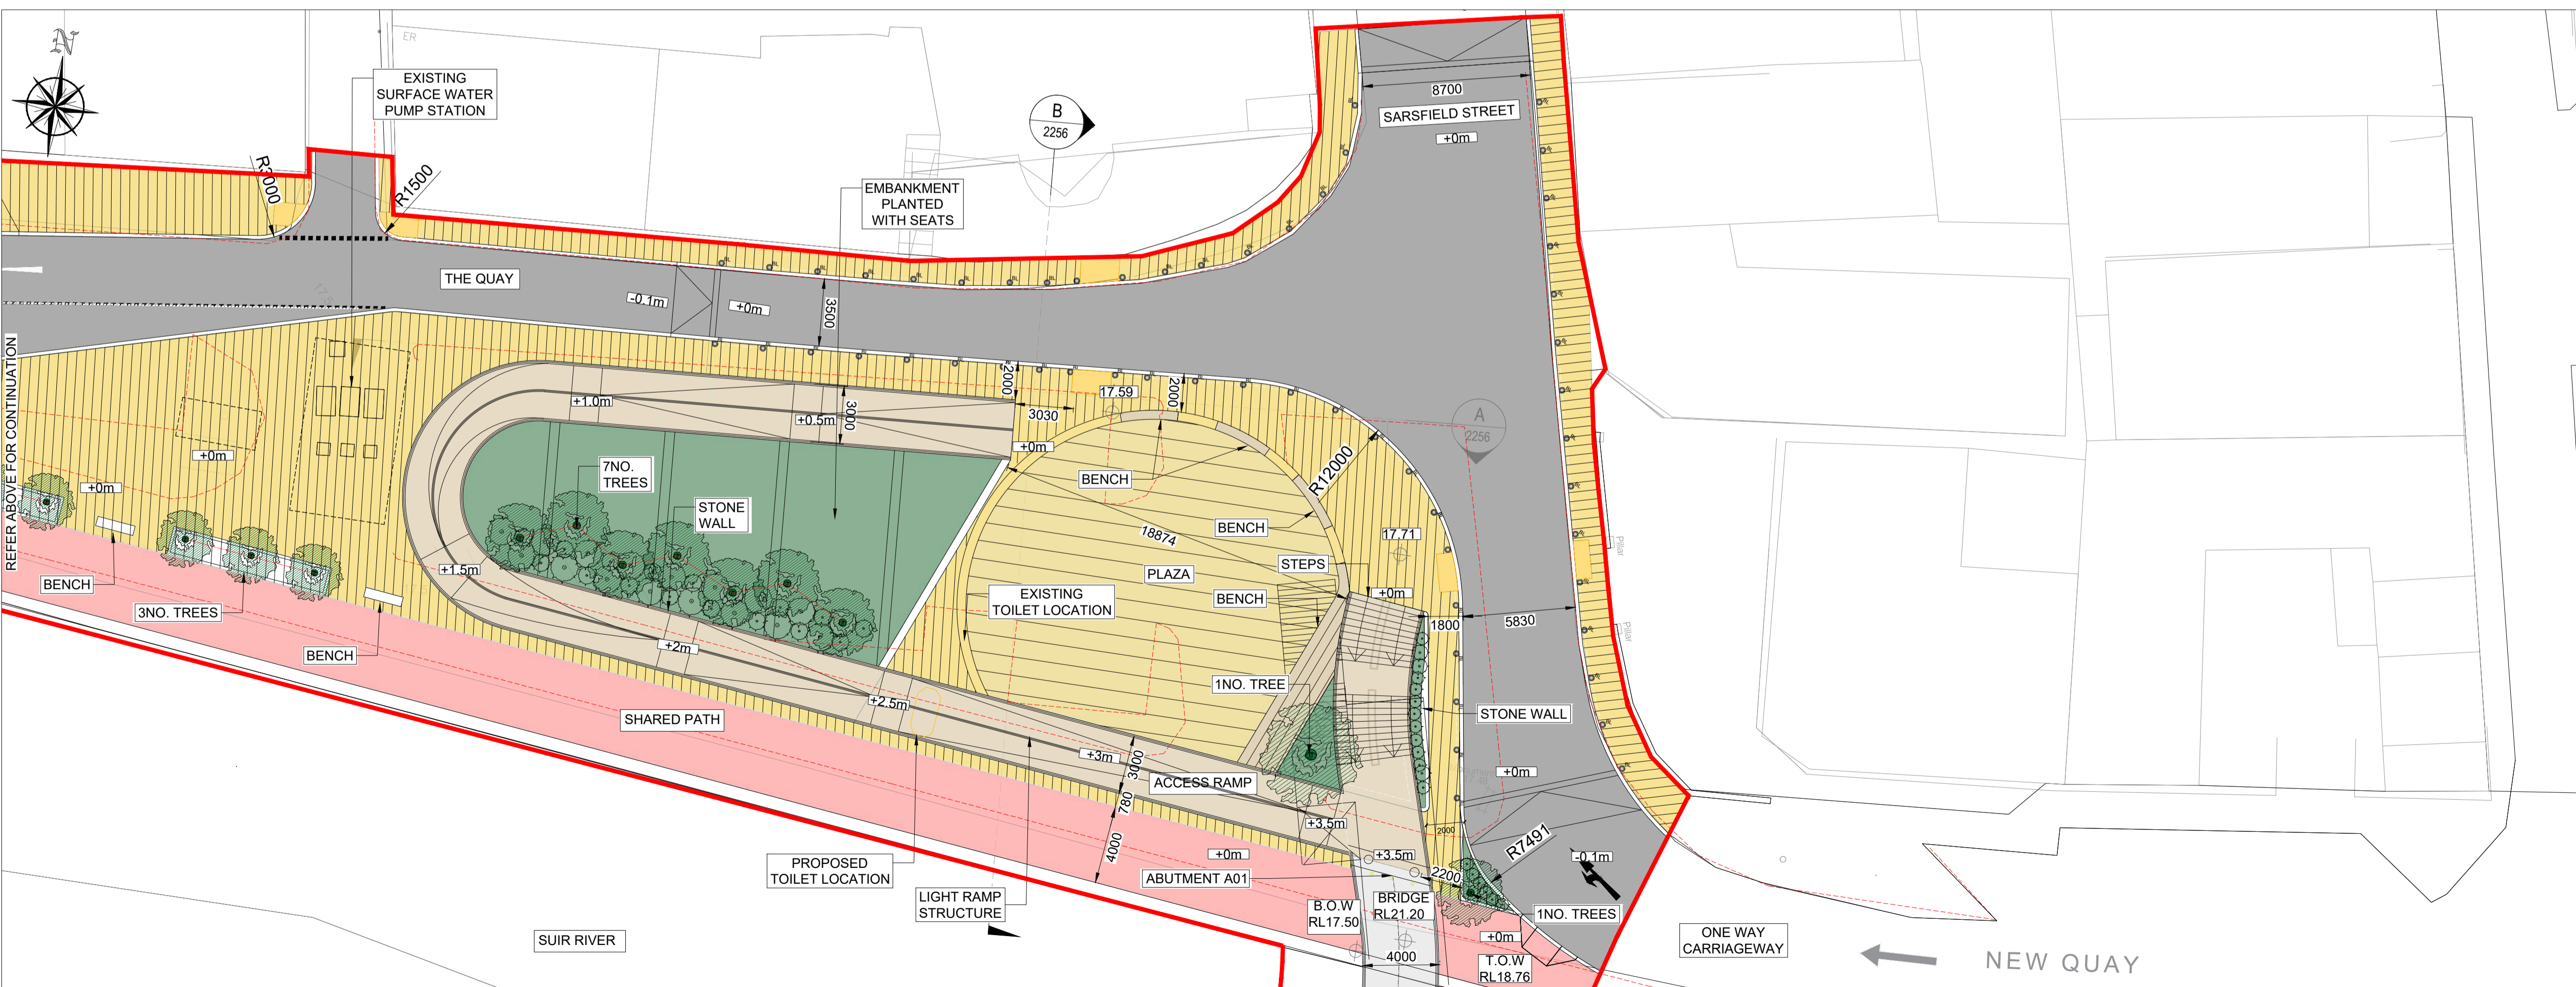 N
ER
EXISTING
SURFACE WATER
PUMP STATION
B
2256
EMBANKMENT
PLANTED
WITH SEATS
8700
SARSFIELD STREET
+0m
R3000
R1500
THE QUAY
-0.1m
+0m
3500
REFER ABOVE FOR CONTINUATION
+0m
+0m
+1.0m
+0.5m
3000
2000
3030
17.59
2000
+0m
A
2256
7NO.
TREES
STONE
WALL
BENCH
BENCH
R12000
18874
17.71
STEPS
PLAZA
+0m
BENCH
EXISTING
TOILET LOCATION
1800
5830
Pillar
Pillar
+1.5m
BENCH
3NO. TREES
BENCH
+2m
+2.5m
1NO. TREE
STONE WALL
SHARED PATH
+3m
3000
ACCESS RAMP
780
4000
+0m
+3.5m
2000
R7491
-0.1m
PROPOSED
TOILET LOCATION
LIGHT RAMP
STRUCTURE
+0m
+3.5m
ABUTMENT A01
2200
B.O.W
RL17.50
BRIDGE
RL21.20
1NO. TREES
+0m
SUIR RIVER
4000
T.O.W
RL18.76
ONE WAY
CARRIAGEWAY
NEW QUAY